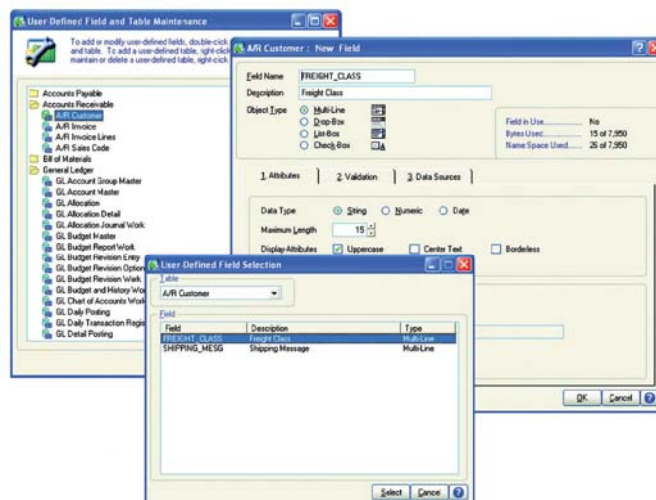 User-Defined Field and Table Maintenance
To add or modify user-defined fields, double-click
and table. To add a user-defined table, right-click
maintain or delete a user-defined table, right-click
Accounts Payable
Accounts Receivable
A/R Customer
A/R Invoice
A/R Invoice Lines
A/R Sales Code
Bill of Materials
General Ledger
GL Account Group Master
GL Account Master
GL Allocation
GL Allocation Detail
GL Allocation Journal Work
GL Budget Master
GL Budget Report Work
GL Budget Revision Entry
GL Budget Revision Option
GL Budget Revision Work
GL Budget and History Wo
GL Chart of Accounts Work
GL Daily Posting
GL Daily Transaction Regis
GL Detail Posting
A/R Customer : New Field
Field Name FREIGHT_CLASS
Description Freight Class
Object Type Multi-Line
Drop-Box
List-Box
Check-Box
Field in Use............ No
Bytes Used............ 15 of 7,950
Name Space Used...... 26 of 7,950
1. Attributes 2. Validation 3. Data Sources
Data Type String Numeric Date
Maximum Length 15
Display Attributes Uppercase Center Text Borderless
OK Cancel
User Defined Field Selection
Table
A/R Customer
Field
Field Description Type
FREIGHT_CLASS Freight Class Multi-Line
SHIPPING_MESG Shipping Message Multi-Line
Select Cancel